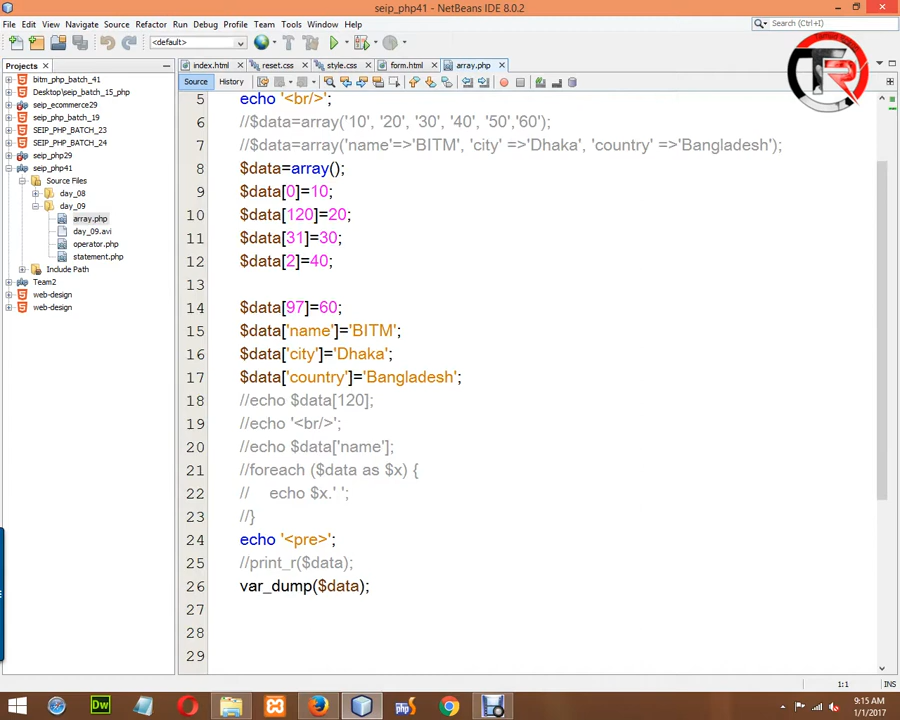 seip_php41 - NetBeans IDE 8.0.2
File Edit View Navigate Source Refactor Run Debug Profile Team Tools Window Help
Search (Ctrl+I)
<default>
Projects
index.html reset.css style.css form.html array.php
Source History
bitm_php_batch_41
Desktop/seip_batch_15_php
seip_ecommerce29
seip_php_batch_19
SEIP_PHP_BATCH_23
SEIP_PHP_BATCH_24
seip_php29
seip_php41
Source Files
day_08
day_09
array.php
day_09.avi
operator.php
statement.php
Include Path
Team2
web-design
web-design
5 echo '<br/>';
6 //$data=array('10', '20', '30', '40', '50','60');
7 //$data=array('name'=>'BITM', 'city' =>'Dhaka', 'country' =>'Bangladesh');
8 $data=array();
9 $data[0]=10;
10 $data[120]=20;
11 $data[31]=30;
12 $data[2]=40;
13
14 $data[97]=60;
15 $data['name']='BITM';
16 $data['city']='Dhaka';
17 $data['country']='Bangladesh';
18 //echo $data[120];
19 //echo '<br/>';
20 //echo $data['name'];
21 //foreach ($data as $x) {
22 // echo $x.' ';
23 //}
24 echo '<pre>';
25 //print_r($data);
26 var_dump($data);
27
28
29
1:1 INS
Dw
php
9:15 AM
1/1/2017